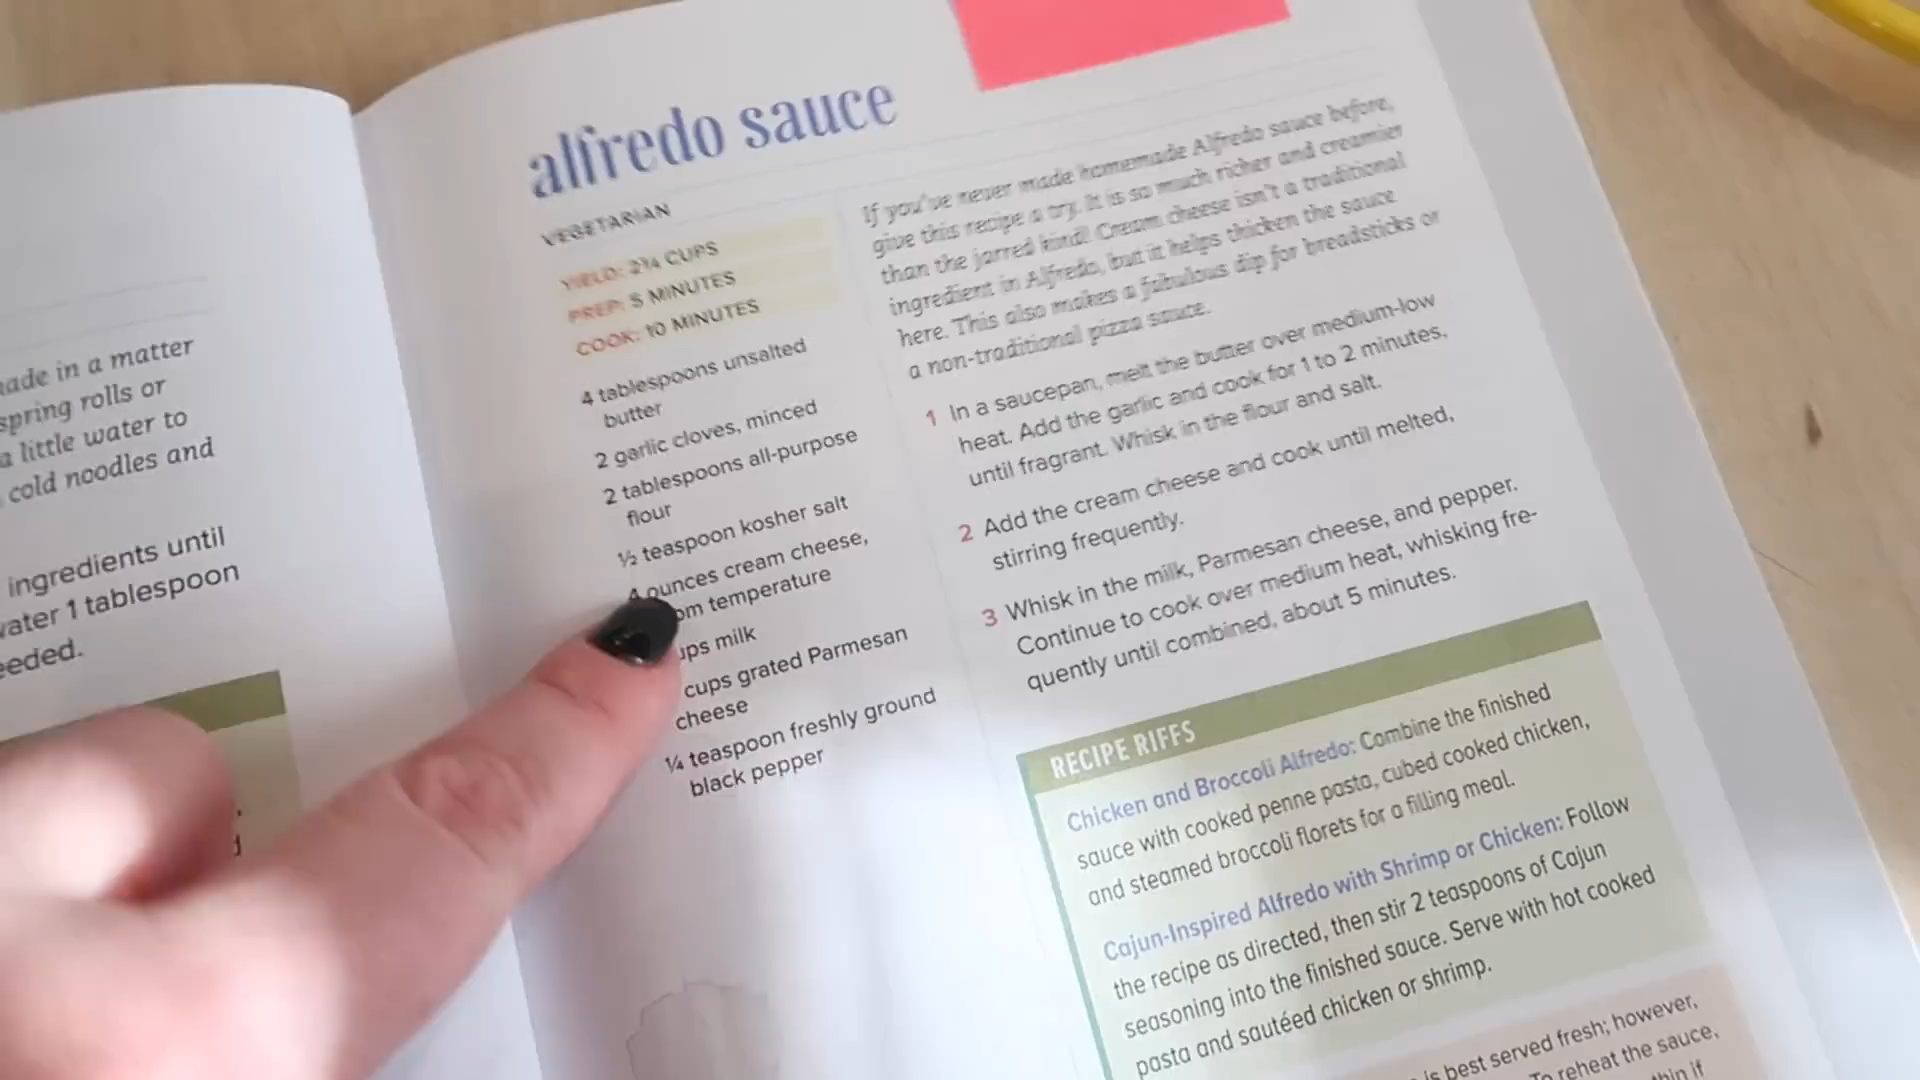 made in a matter
spring rolls or
a little water to
cold noodles and
ingredients until
water 1 tablespoon
needed.
alfredo sauce
VEGETARIAN
YIELD: 2¼ CUPS
PREP: 5 MINUTES
COOK: 10 MINUTES
4 tablespoons unsalted
butter
2 garlic cloves, minced
2 tablespoons all-purpose
flour
½ teaspoon kosher salt
4 ounces cream cheese,
temperature
milk
cups grated Parmesan
cheese
¼ teaspoon freshly ground
black pepper
If you've never made homemade Alfredo sauce before,
give this recipe a try. It is so much richer and creamier
than the jarred kind! Cream cheese isn't a traditional
ingredient in Alfredo, but it helps thicken the sauce
here. This also makes a fabulous dip for breadsticks or
a non-traditional pizza sauce.
1 In a saucepan, melt the butter over medium-low
heat. Add the garlic and cook for 1 to 2 minutes,
until fragrant. Whisk in the flour and salt.
2 Add the cream cheese and cook until melted,
stirring frequently.
3 Whisk in the milk, Parmesan cheese, and pepper.
Continue to cook over medium heat, whisking fre-
quently until combined, about 5 minutes.
RECIPE RIFFS
Chicken and Broccoli Alfredo: Combine the finished
sauce with cooked penne pasta, cubed cooked chicken,
and steamed broccoli florets for a filling meal.
Cajun-Inspired Alfredo with Shrimp or Chicken: Follow
the recipe as directed, then stir 2 teaspoons of Cajun
seasoning into the finished sauce. Serve with hot cooked
pasta and sautéed chicken or shrimp.
is best served fresh; however,
To reheat the sauce,
thin if